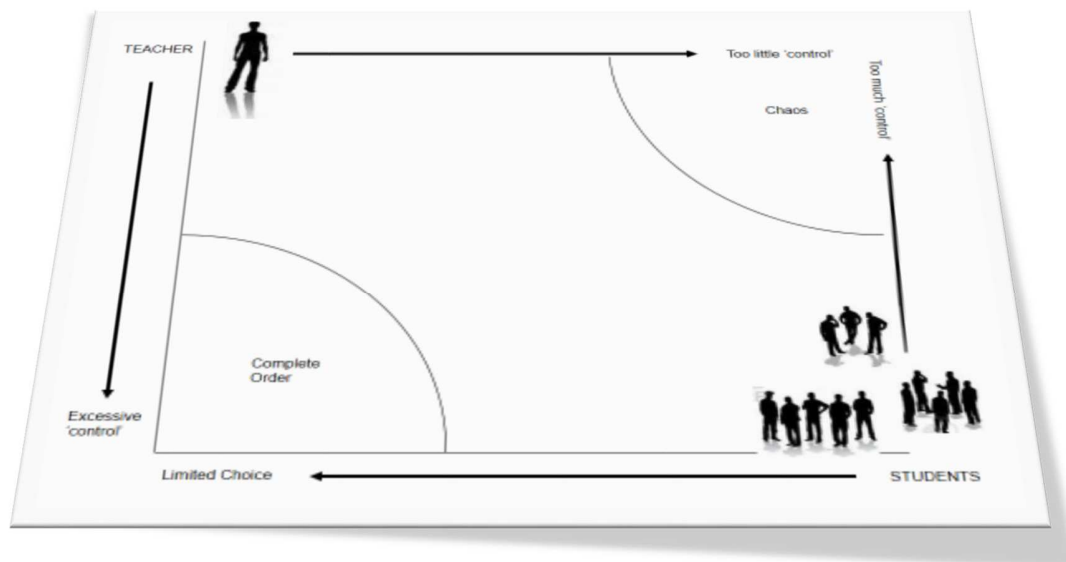 TEACHER
Too little 'control'
Too much 'control'
Chaos
Complete
Order
Excessive
'control'
Limited Choice
STUDENTS